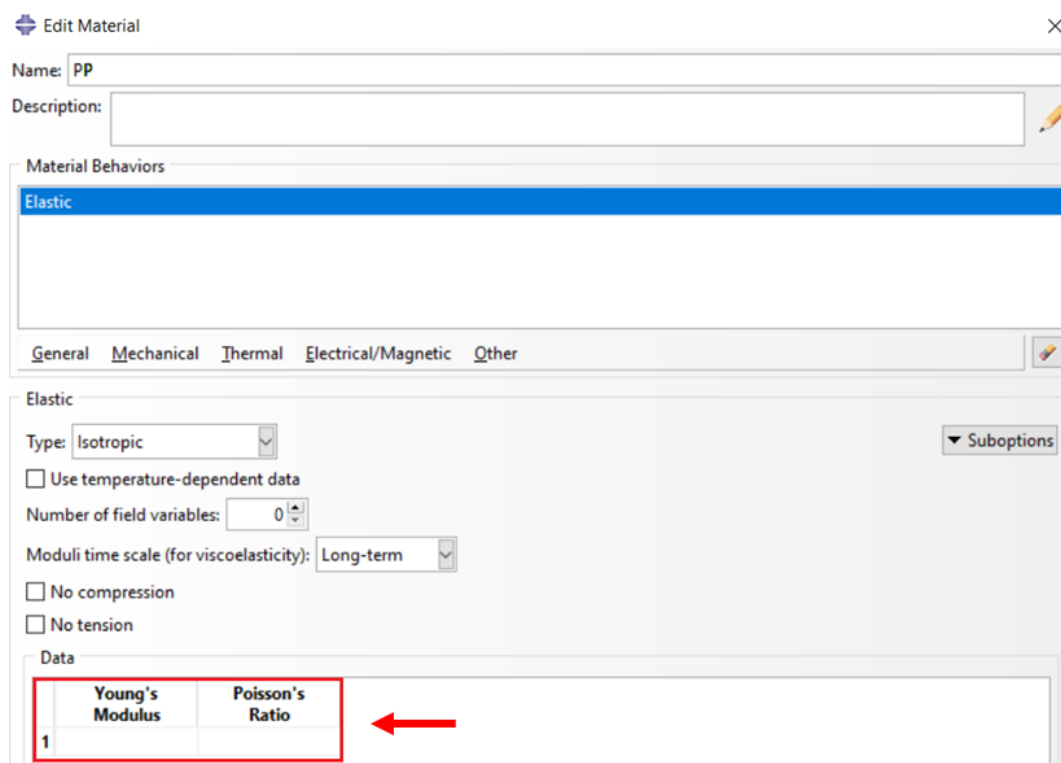 Edit Material
Name: PP
Description:
Material Behaviors
Elastic
General Mechanical Thermal Electrical/Magnetic Other
Elastic
Type: Isotropic
Suboptions
Use temperature-dependent data
Number of field variables: 0
Moduli time scale (for viscoelasticity): Long-term
No compression
No tension
Data
Young's Modulus Poisson's Ratio
1